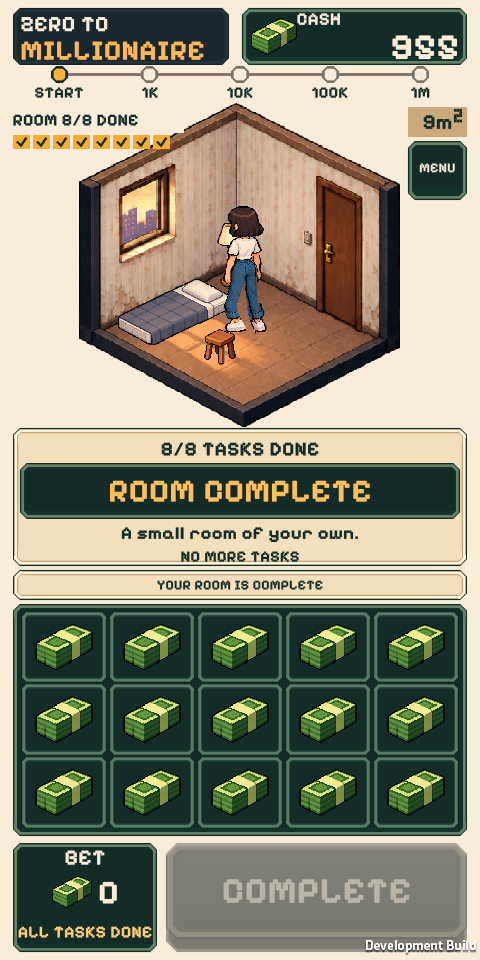 ZERO TO
MILLIONAIRE
CASH
988
START
1K
10K
100K
1M
ROOM 8/8 DONE
9m²
MENU
8/8 TASKS DONE
ROOM COMPLETE
A small room of your own.
NO MORE TASKS
YOUR ROOM IS COMPLETE
BET
0
ALL TASKS DONE
COMPLETE
Development Build